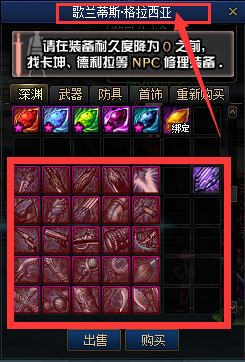 歌兰蒂斯·格拉西亚
请在装备耐久度降为 0 之前,
找卡坤、德利拉等 NPC 修理装备.
深渊 武器 防具 首饰 重新购买
绑定
出售 购买